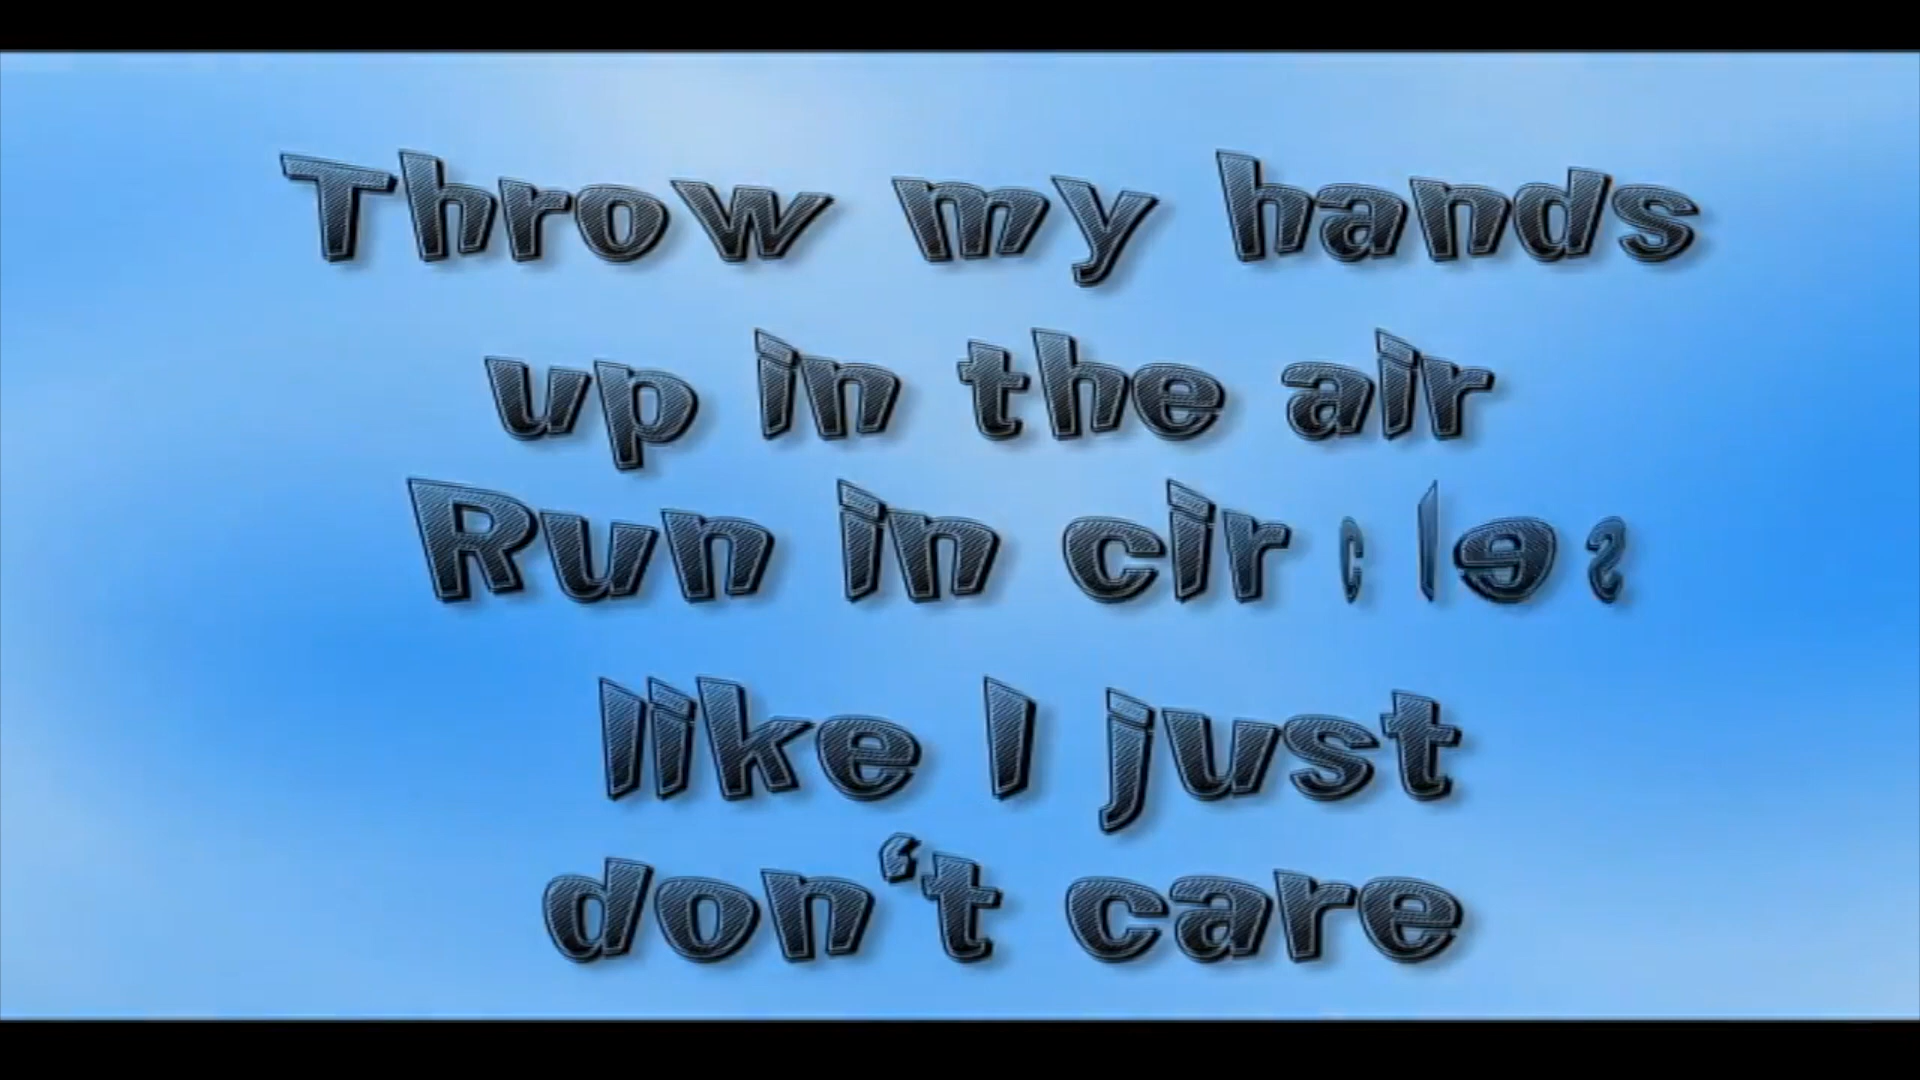 Throw my hands
up in the air
Run in circles
like I just
don't care